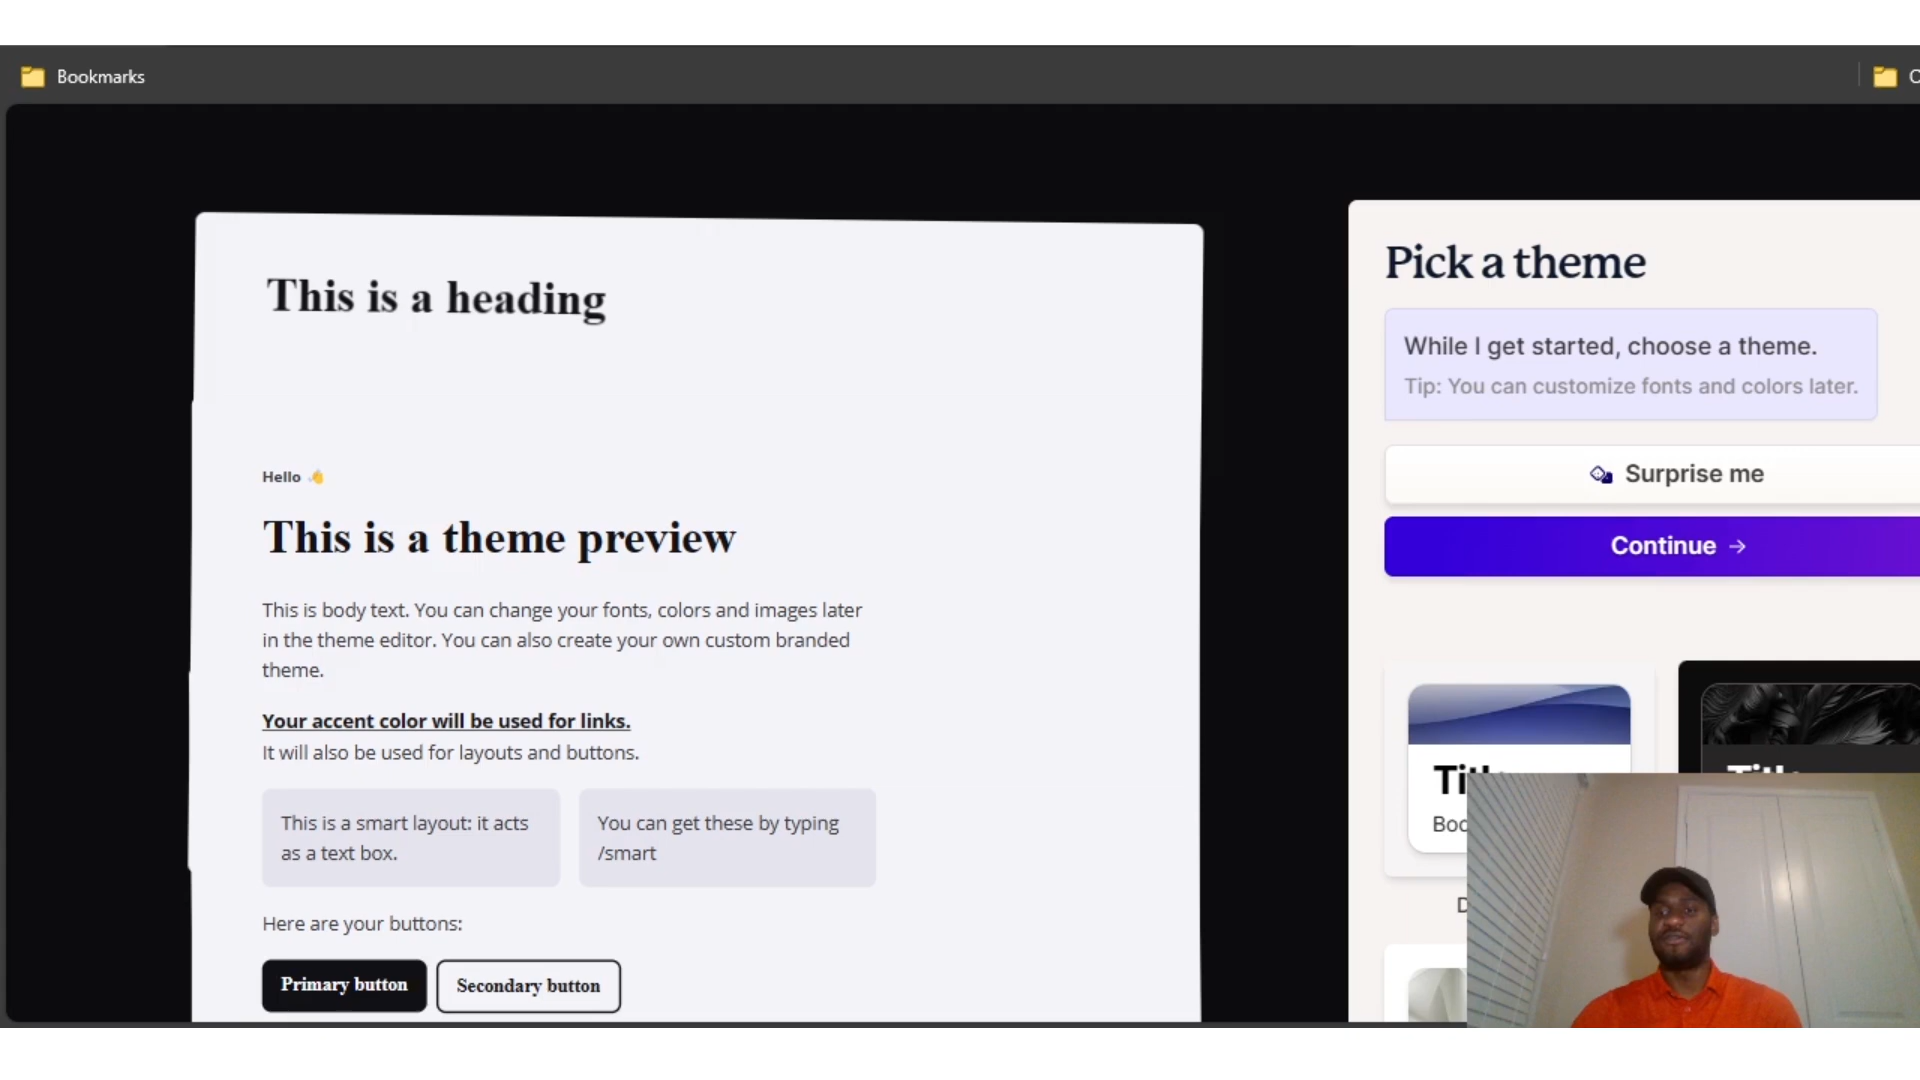 Bookmarks
This is a heading
Hello 👋
This is a theme preview
This is body text. You can change your fonts, colors and images later
in the theme editor. You can also create your own custom branded
theme.
Your accent color will be used for links.
It will also be used for layouts and buttons.
This is a smart layout: it acts
as a text box.
You can get these by typing
/smart
Here are your buttons:
Primary button
Secondary button
Pick a theme
While I get started, choose a theme.
Tip: You can customize fonts and colors later.
Surprise me
Continue →